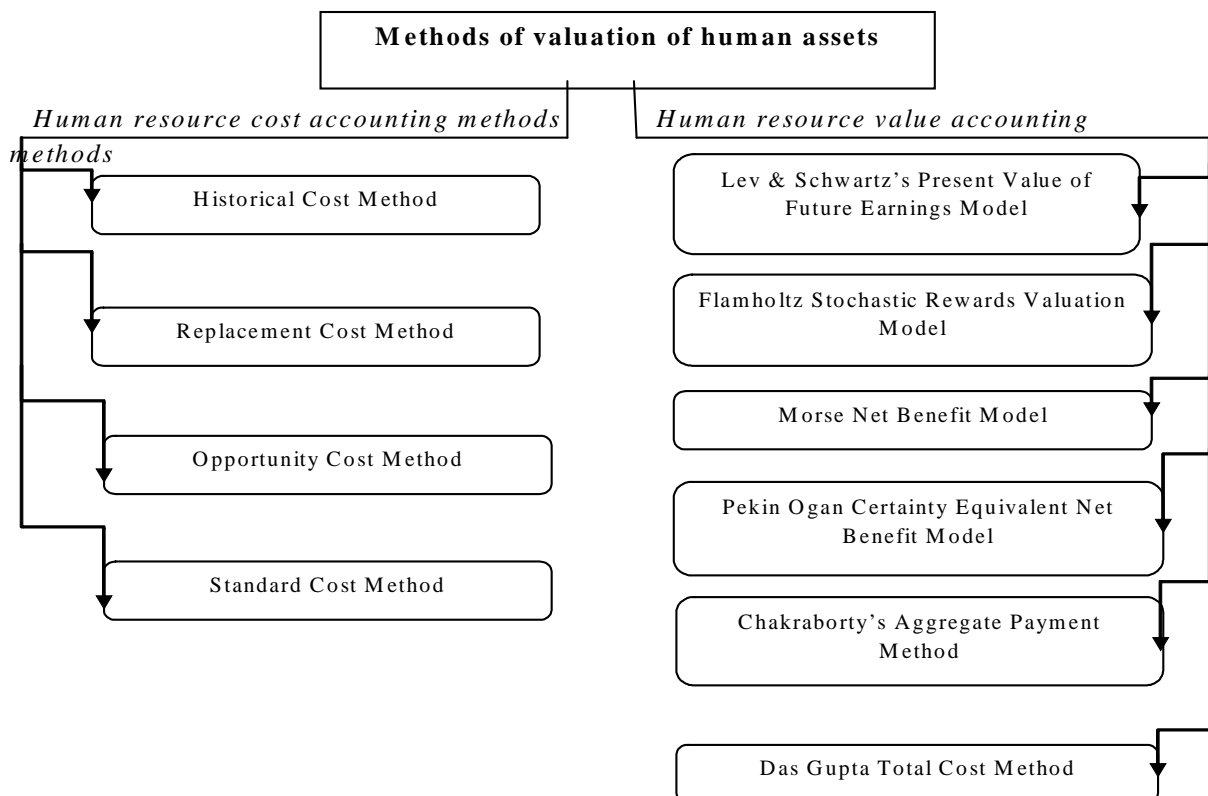 Methods of valuation of human assets
Human resource cost accounting methods
Human resource value accounting
methods
Historical Cost Method
Replacement Cost Method
Opportunity Cost Method
Standard Cost Method
Lev & Schwartz's Present Value of
Future Earnings Model
Flamholtz Stochastic Rewards Valuation
Model
Morse Net Benefit Model
Pekin Ogan Certainty Equivalent Net
Benefit Model
Chakraborty's Aggregate Payment
Method
Das Gupta Total Cost Method